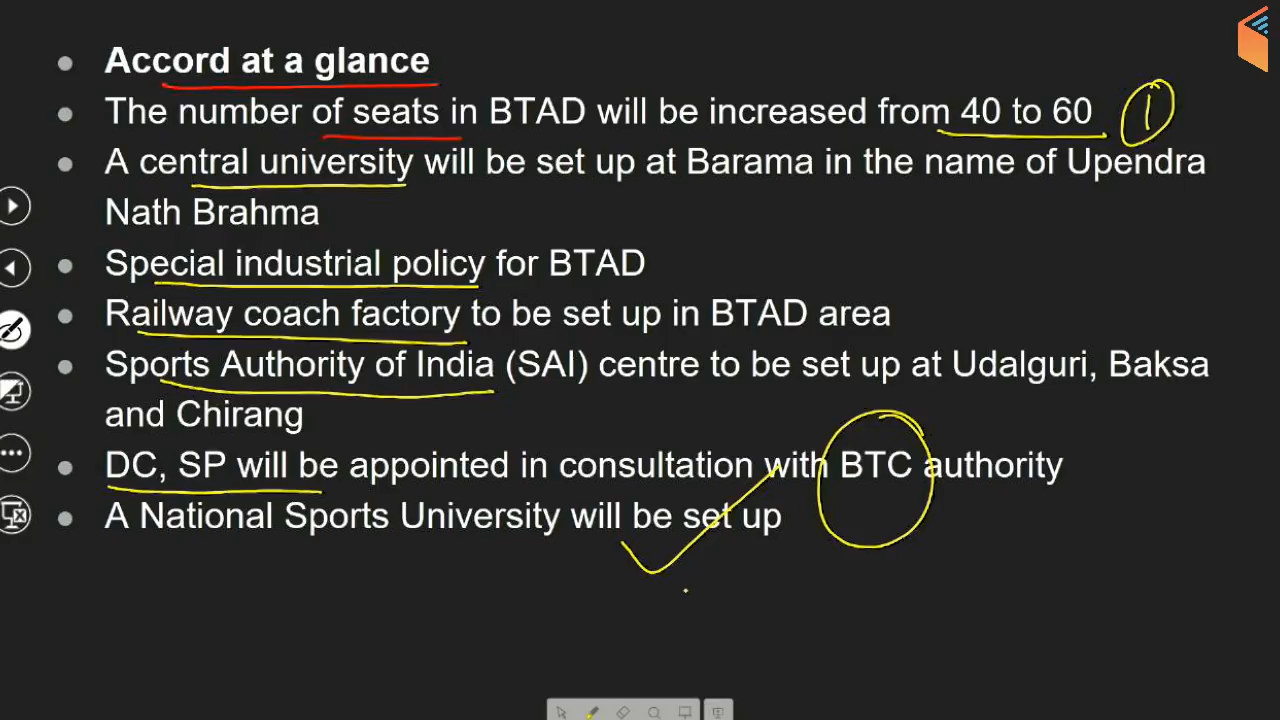 Accord at a glance
The number of seats in BTAD will be increased from 40 to 60 1
A central university will be set up at Barama in the name of Upendra
Nath Brahma
Special industrial policy for BTAD
Railway coach factory to be set up in BTAD area
Sports Authority of India (SAI) centre to be set up at Udalguri, Baksa
and Chirang
DC, SP will be appointed in consultation with BTC authority
A National Sports University will be set up